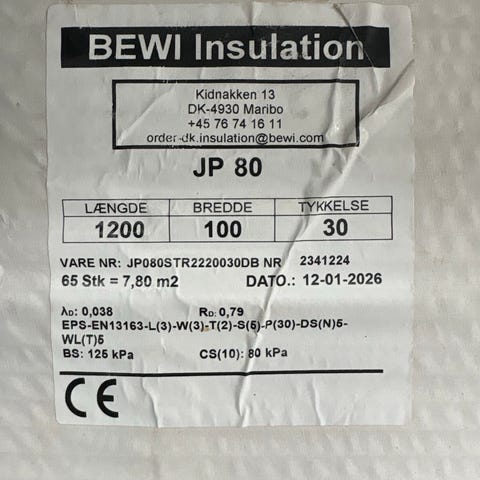 BEWI Insulation
Kidnakken 13
DK-4930 Maribo
+45 76 74 16 11
order-dk.insulation@bewi.com
JP 80
LÆNGDE BREDDE TYKKELSE
1200 100 30
VARE NR: JP080STR2220030DB NR 2341224
65 Stk = 7,80 m2 DATO.: 12-01-2026
λD: 0,038 RD: 0,79
EPS-EN13163-L(3)-W(3)-T(2)-S(5)-P(30)-DS(N)5-
WL(T)5
BS: 125 kPa CS(10): 80 kPa
CE